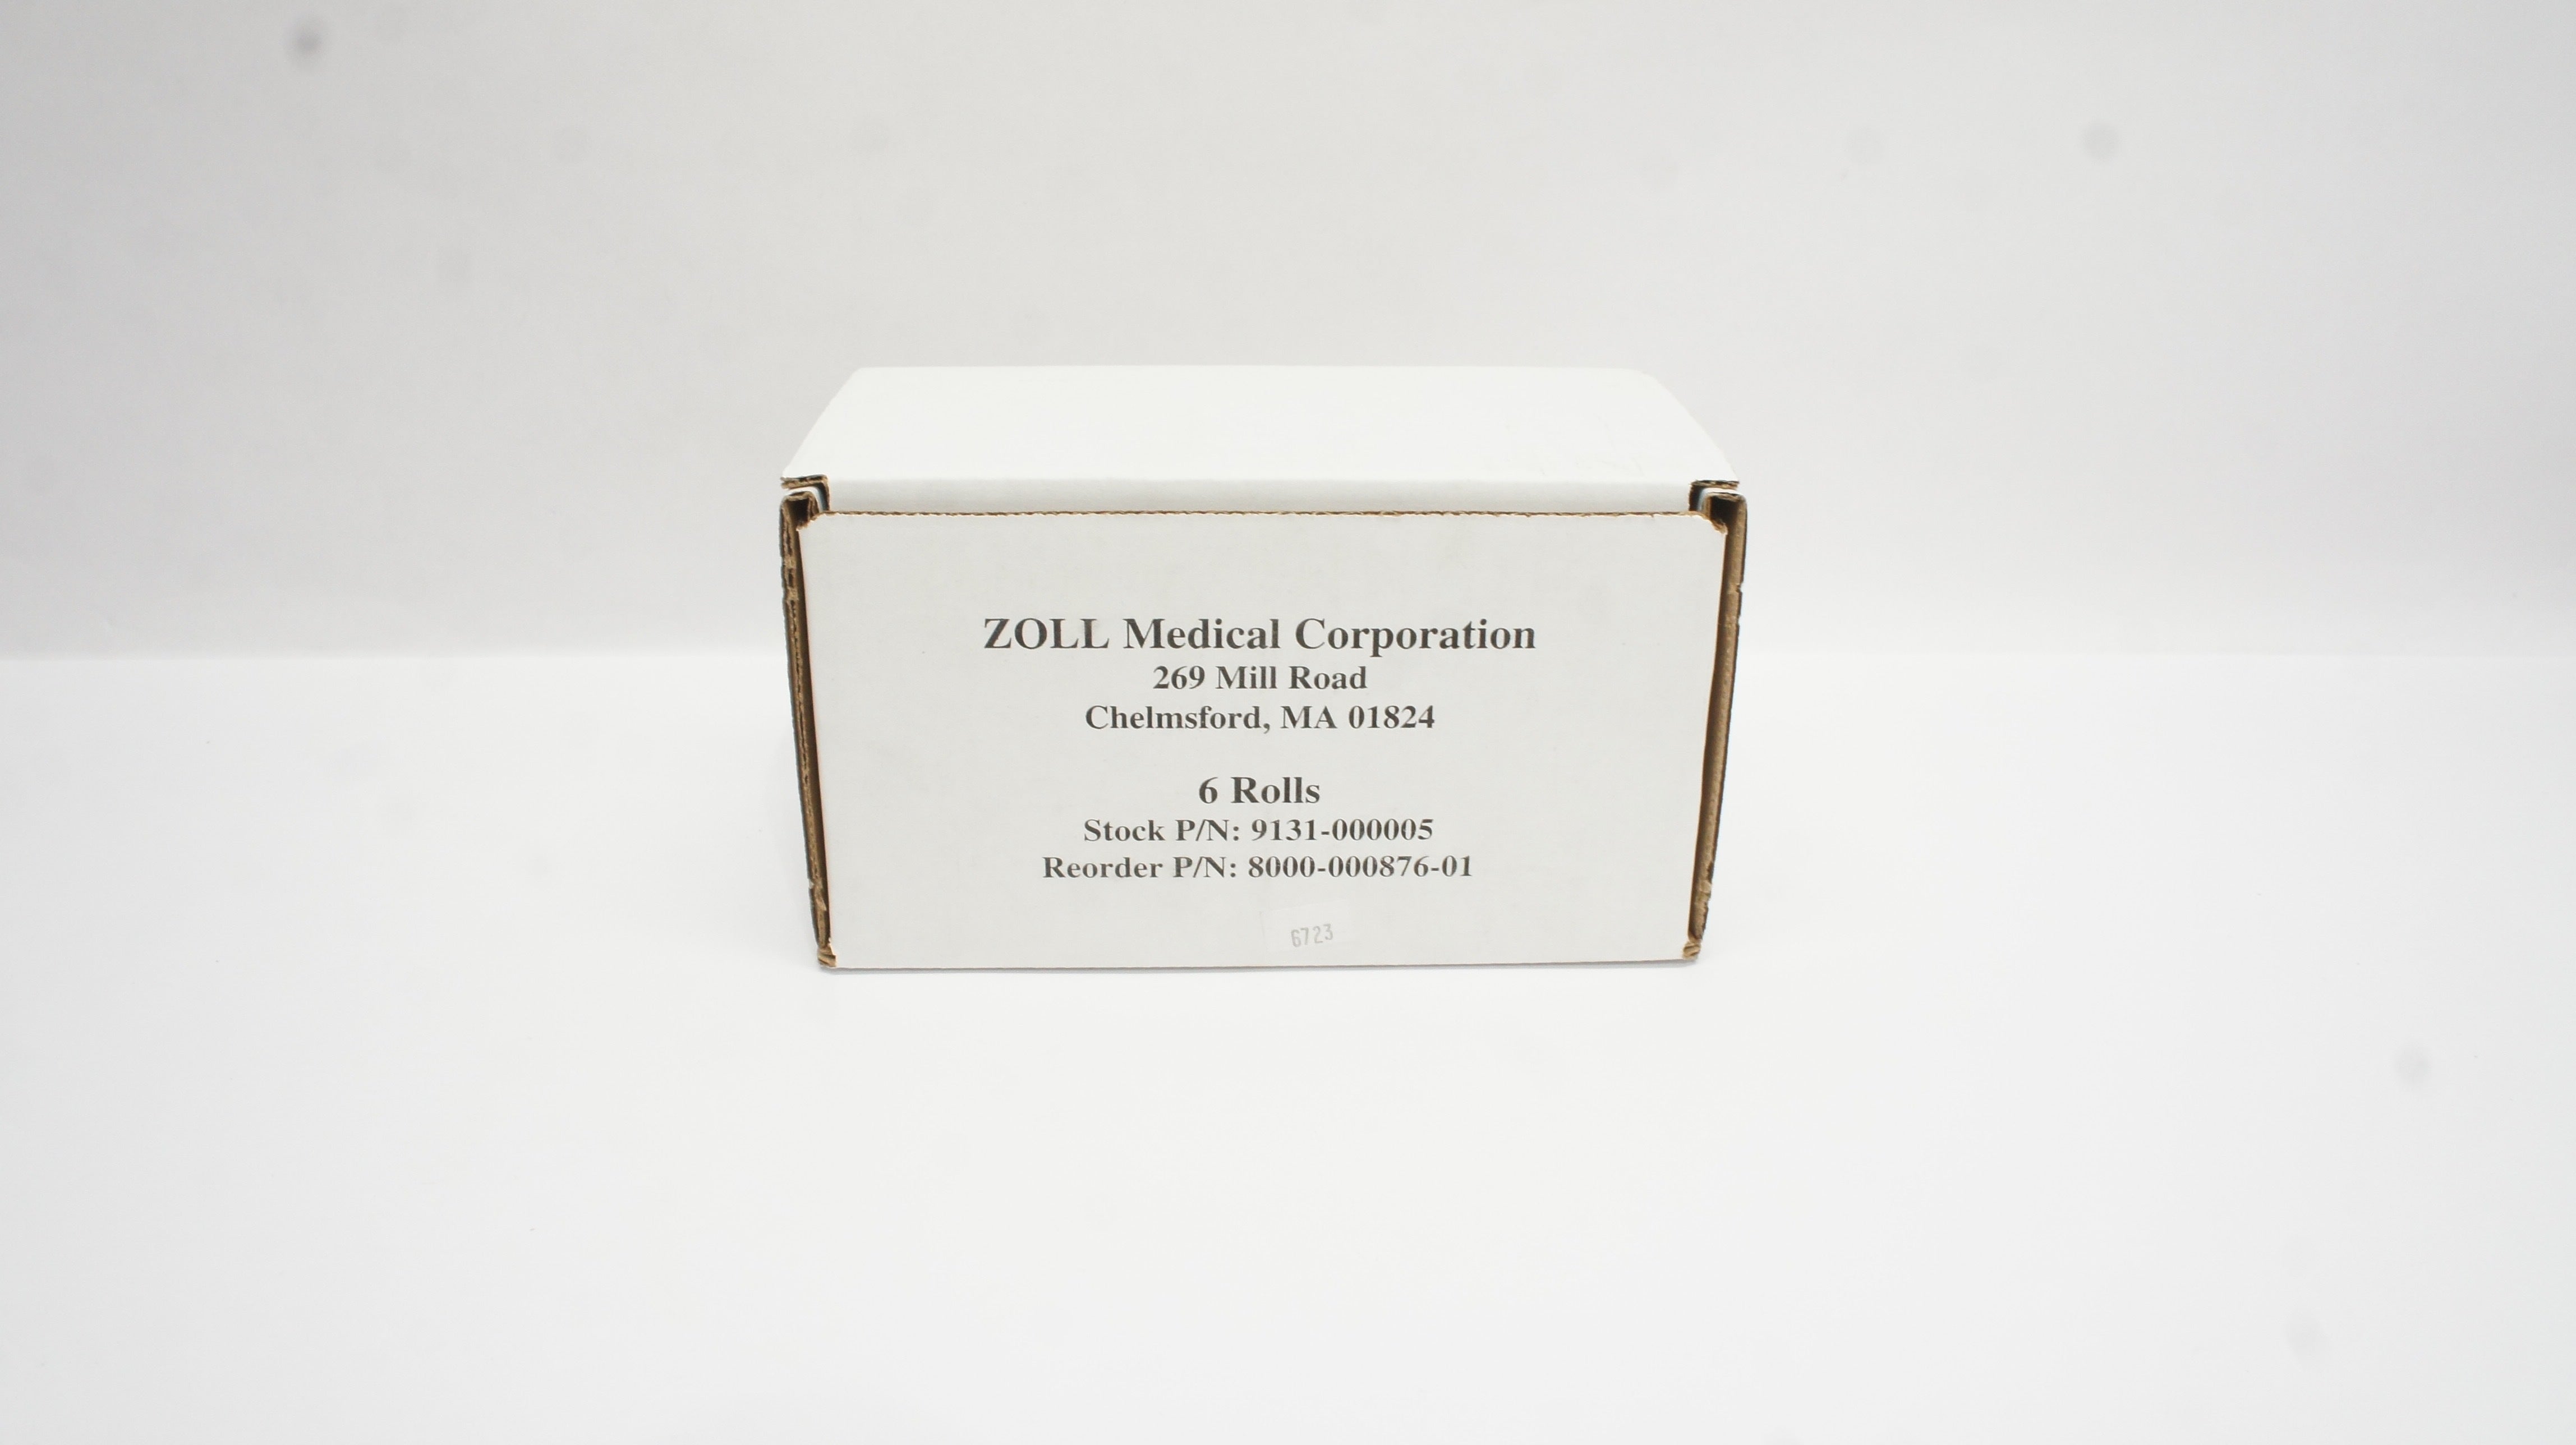 ZOLL Medical Corporation
269 Mill Road
Chelmsford, MA 01824
6 Rolls
Stock P/N: 9131-000005
Reorder P/N: 8000-000876-01
6723